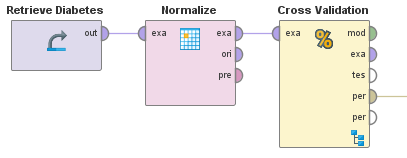 Retrieve Diabetes
out
Normalize
exa
exa
ori
pre
Cross Validation
%
exa
mod
exa
tes
per
per